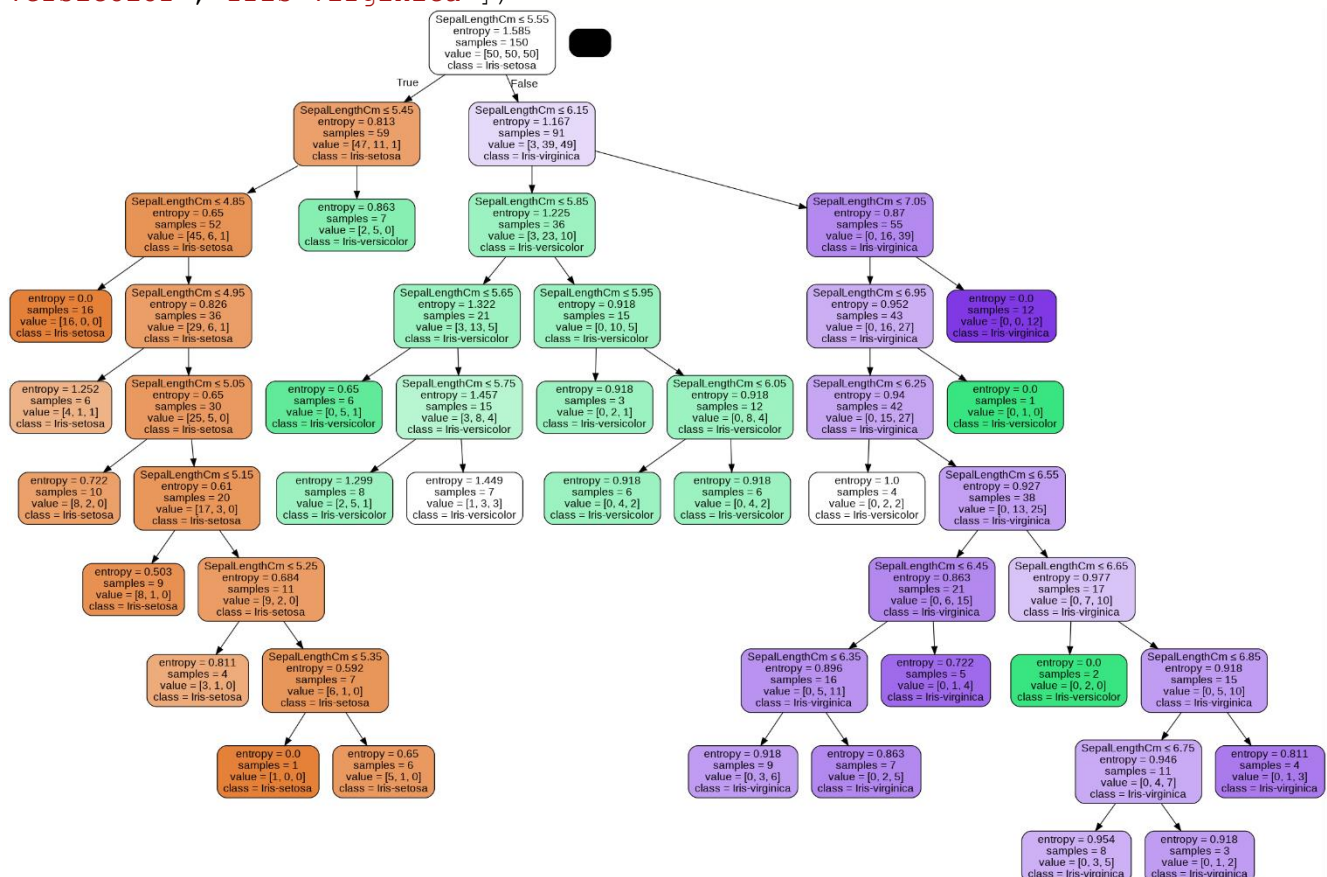 SepalLengthCm ≤ 5.55
entropy = 1.585
samples = 150
value = [50, 50, 50]
class = Iris-setosa
True
False
SepalLengthCm ≤ 5.45
entropy = 0.813
samples = 59
value = [47, 11, 1]
class = Iris-setosa
SepalLengthCm ≤ 6.15
entropy = 1.167
samples = 91
value = [3, 39, 49]
class = Iris-virginica
SepalLengthCm ≤ 4.85
entropy = 0.65
samples = 52
value = [45, 6, 1]
class = Iris-setosa
entropy = 0.863
samples = 7
value = [2, 5, 0]
class = Iris-versicolor
SepalLengthCm ≤ 5.85
entropy = 1.225
samples = 36
value = [3, 23, 10]
class = Iris-versicolor
SepalLengthCm ≤ 7.05
entropy = 0.87
samples = 55
value = [0, 16, 39]
class = Iris-virginica
entropy = 0.0
samples = 16
value = [16, 0, 0]
class = Iris-setosa
SepalLengthCm ≤ 4.95
entropy = 0.826
samples = 36
value = [29, 6, 1]
class = Iris-setosa
SepalLengthCm ≤ 5.65
entropy = 1.322
samples = 21
value = [3, 13, 5]
class = Iris-versicolor
SepalLengthCm ≤ 5.95
entropy = 0.918
samples = 15
value = [0, 10, 5]
class = Iris-versicolor
SepalLengthCm ≤ 6.95
entropy = 0.952
samples = 43
value = [0, 16, 27]
class = Iris-virginica
entropy = 0.0
samples = 12
value = [0, 0, 12]
class = Iris-virginica
entropy = 1.252
samples = 6
value = [4, 1, 1]
class = Iris-setosa
SepalLengthCm ≤ 5.05
entropy = 0.65
samples = 30
value = [25, 5, 0]
class = Iris-setosa
entropy = 0.65
samples = 6
value = [0, 5, 1]
class = Iris-versicolor
SepalLengthCm ≤ 5.75
entropy = 1.457
samples = 15
value = [3, 8, 4]
class = Iris-versicolor
entropy = 0.918
samples = 3
value = [0, 2, 1]
class = Iris-versicolor
SepalLengthCm ≤ 6.05
entropy = 0.918
samples = 12
value = [0, 8, 4]
class = Iris-versicolor
SepalLengthCm ≤ 6.25
entropy = 0.94
samples = 42
value = [0, 15, 27]
class = Iris-virginica
entropy = 0.0
samples = 1
value = [0, 1, 0]
class = Iris-versicolor
entropy = 0.722
samples = 10
value = [8, 2, 0]
class = Iris-setosa
SepalLengthCm ≤ 5.15
entropy = 0.61
samples = 20
value = [17, 3, 0]
class = Iris-setosa
entropy = 1.299
samples = 8
value = [2, 5, 1]
class = Iris-versicolor
entropy = 1.449
samples = 7
value = [1, 3, 3]
class = Iris-versicolor
entropy = 0.918
samples = 6
value = [0, 4, 2]
class = Iris-versicolor
entropy = 0.918
samples = 6
value = [0, 4, 2]
class = Iris-versicolor
entropy = 1.0
samples = 4
value = [0, 2, 2]
class = Iris-versicolor
SepalLengthCm ≤ 6.55
entropy = 0.927
samples = 38
value = [0, 13, 25]
class = Iris-virginica
entropy = 0.503
samples = 9
value = [8, 1, 0]
class = Iris-setosa
SepalLengthCm ≤ 5.25
entropy = 0.684
samples = 11
value = [9, 2, 0]
class = Iris-setosa
SepalLengthCm ≤ 6.45
entropy = 0.863
samples = 21
value = [0, 6, 15]
class = Iris-virginica
SepalLengthCm ≤ 6.65
entropy = 0.977
samples = 17
value = [0, 7, 10]
class = Iris-virginica
entropy = 0.811
samples = 4
value = [3, 1, 0]
class = Iris-setosa
SepalLengthCm ≤ 5.35
entropy = 0.592
samples = 7
value = [6, 1, 0]
class = Iris-setosa
SepalLengthCm ≤ 6.35
entropy = 0.896
samples = 16
value = [0, 5, 11]
class = Iris-virginica
entropy = 0.722
samples = 5
value = [0, 1, 4]
class = Iris-virginica
entropy = 0.0
samples = 2
value = [0, 2, 0]
class = Iris-versicolor
SepalLengthCm ≤ 6.85
entropy = 0.918
samples = 15
value = [0, 5, 10]
class = Iris-virginica
entropy = 0.0
samples = 1
value = [1, 0, 0]
class = Iris-setosa
entropy = 0.65
samples = 6
value = [5, 1, 0]
class = Iris-setosa
entropy = 0.918
samples = 9
value = [0, 3, 6]
class = Iris-virginica
entropy = 0.863
samples = 7
value = [0, 2, 5]
class = Iris-virginica
SepalLengthCm ≤ 6.75
entropy = 0.946
samples = 11
value = [0, 4, 7]
class = Iris-virginica
entropy = 0.811
samples = 4
value = [0, 1, 3]
class = Iris-virginica
entropy = 0.954
samples = 8
value = [0, 3, 5]
class = Iris-virginica
entropy = 0.918
samples = 3
value = [0, 1, 2]
class = Iris-virginica